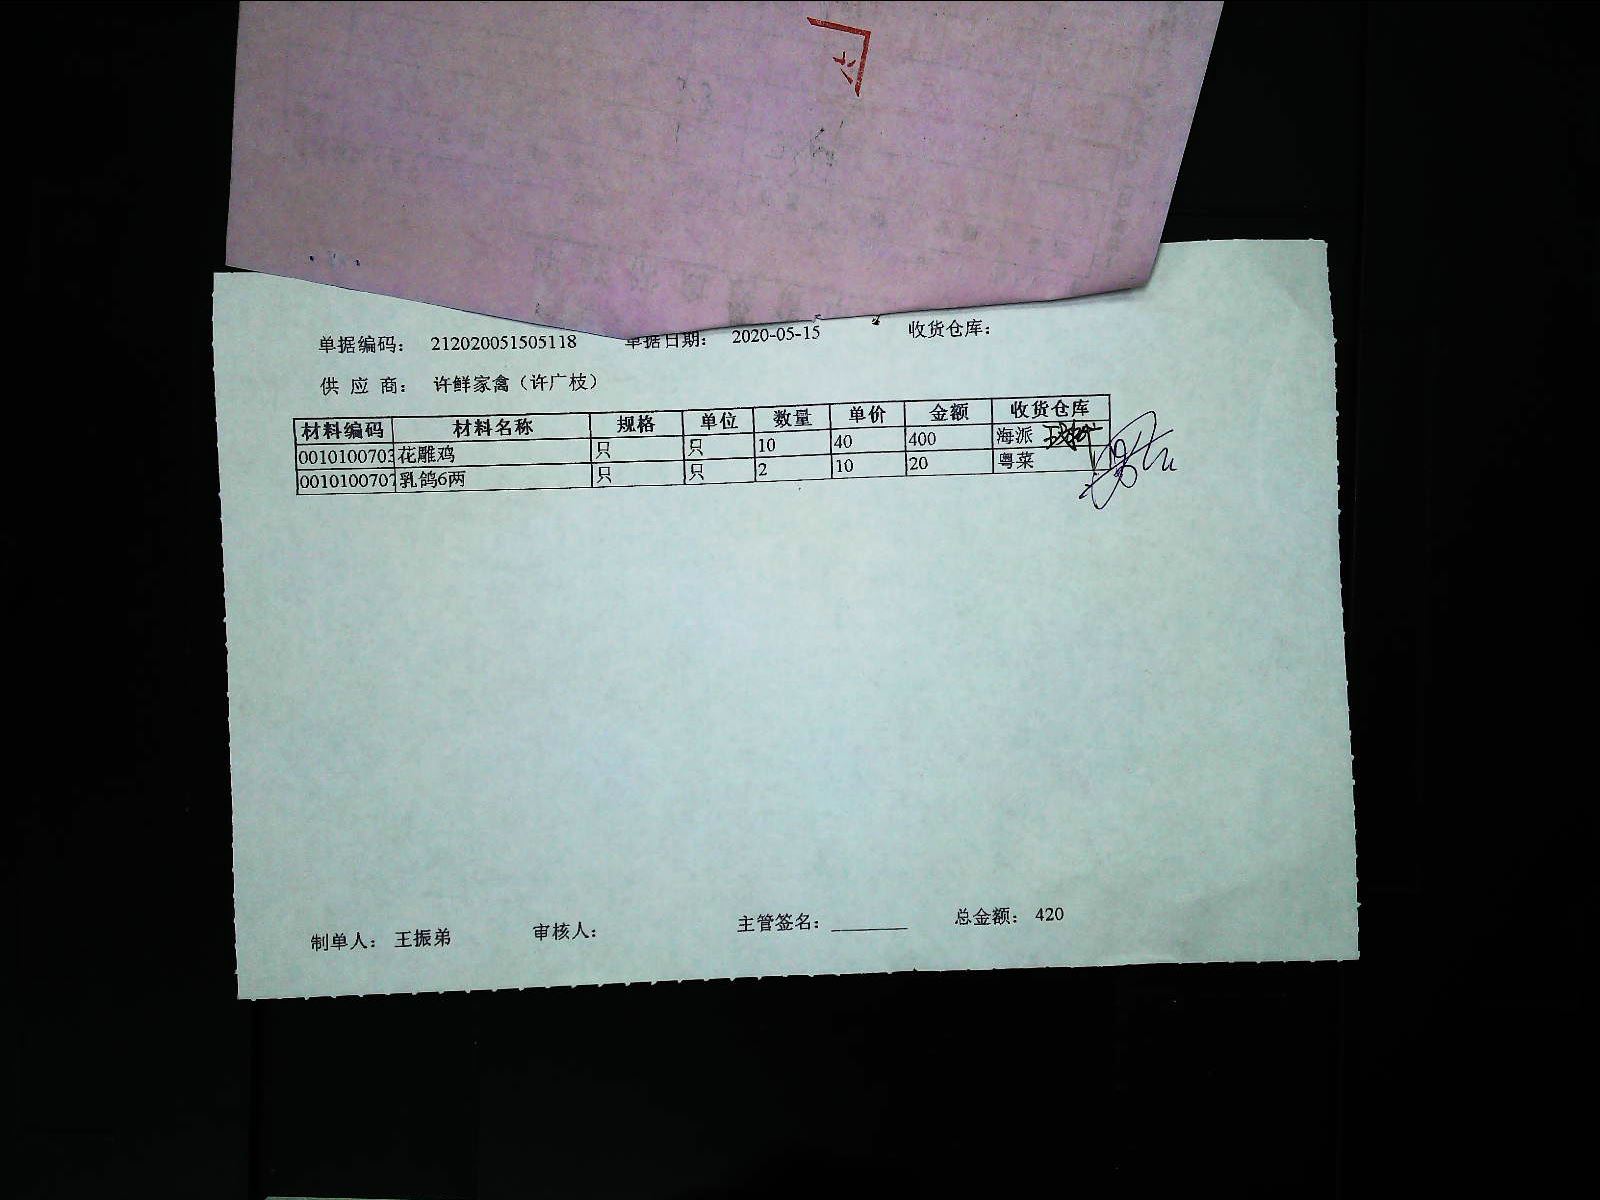 单据编码： 212020051505118 单据日期： 2020-05-15 收货仓库：
供 应 商： 许鲜家禽（许广枝）
材料编码 材料名称 规格 单位 数量 单价 金额 收货仓库
0010100703 花雕鸡 只 只 10 40 400 海派
001010070 乳鸽6两 只 只 2 10 20 粤菜
制单人： 王振弟 审核人： 主管签名：________ 总金额： 420